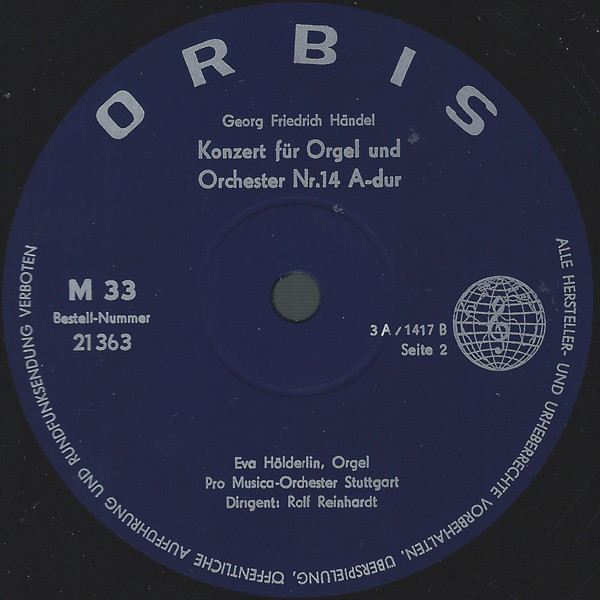 ORBIS
Georg Friedrich Händel
Konzert für Orgel und
Orchester Nr.14 A-dur
M 33
Bestell-Nummer
21363
3 A / 1417 B
Seite 2
Eva Hölderlin, Orgel
Pro Musica-Orchester Stuttgart
Dirigent: Rolf Reinhardt
ALLE HERSTELLER- UND URHEBERRECHTE VORBEHALTEN. ÜBERSPIELUNG, ÖFFENTLICHE AUFFÜHRUNG UND RUNDFUNKSENDUNG VERBOTEN